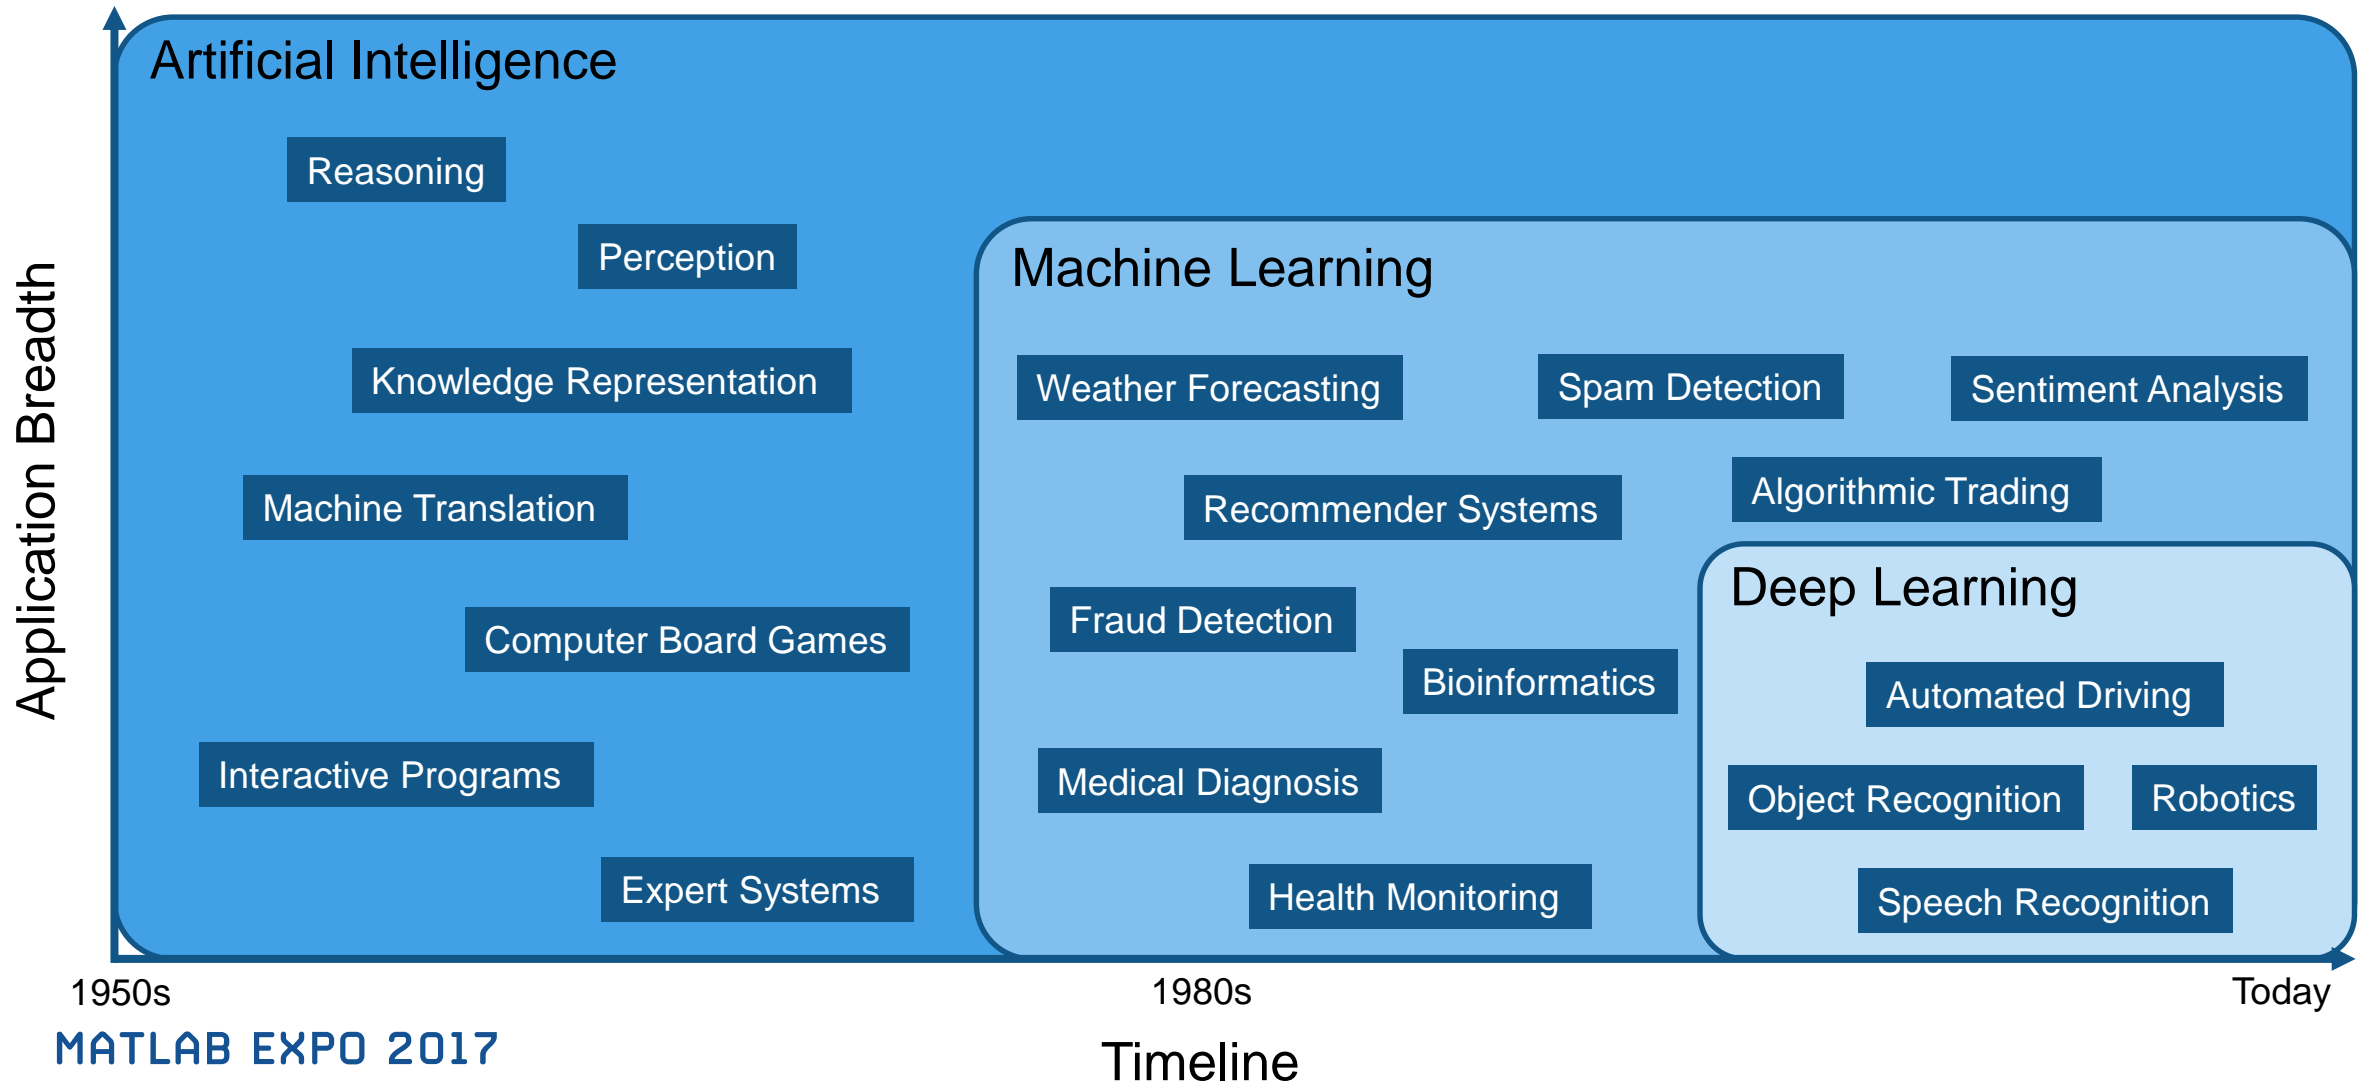 Artificial Intelligence
Reasoning
Perception
Knowledge Representation
Machine Translation
Computer Board Games
Interactive Programs
Expert Systems
Machine Learning
Weather Forecasting
Spam Detection
Sentiment Analysis
Recommender Systems
Algorithmic Trading
Fraud Detection
Bioinformatics
Medical Diagnosis
Health Monitoring
Deep Learning
Automated Driving
Object Recognition
Robotics
Speech Recognition
Application Breadth
1950s
1980s
Today
Timeline
MATLAB EXPO 2017